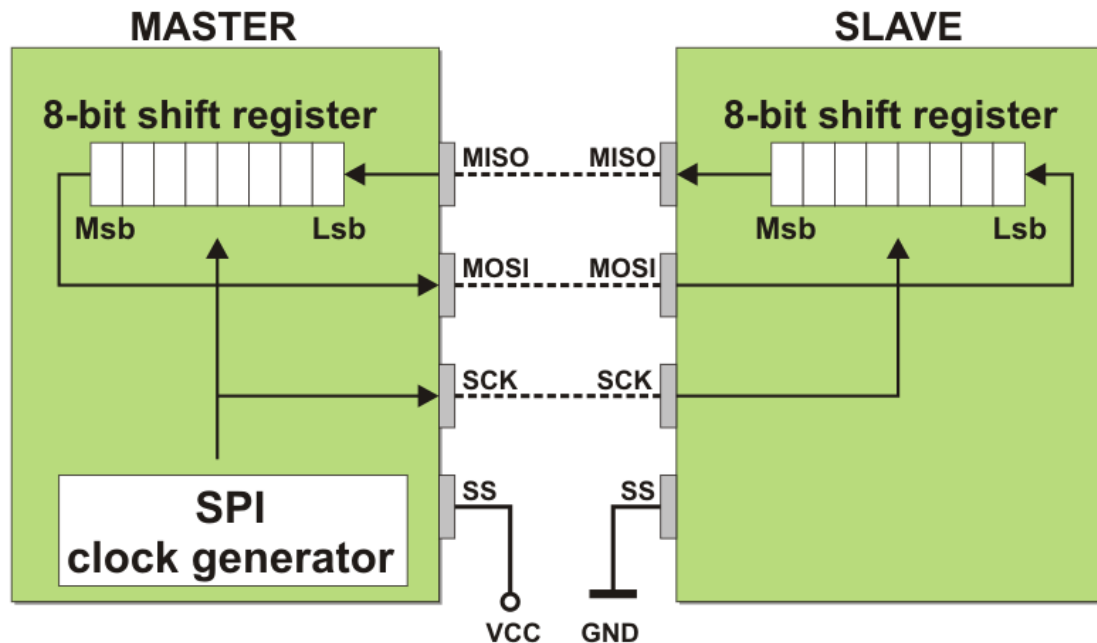 MASTER
SLAVE
8-bit shift register
8-bit shift register
MISO
MISO
Msb
Lsb
Msb
Lsb
MOSI
MOSI
SCK
SCK
SPI
clock generator
SS
SS
VCC
GND